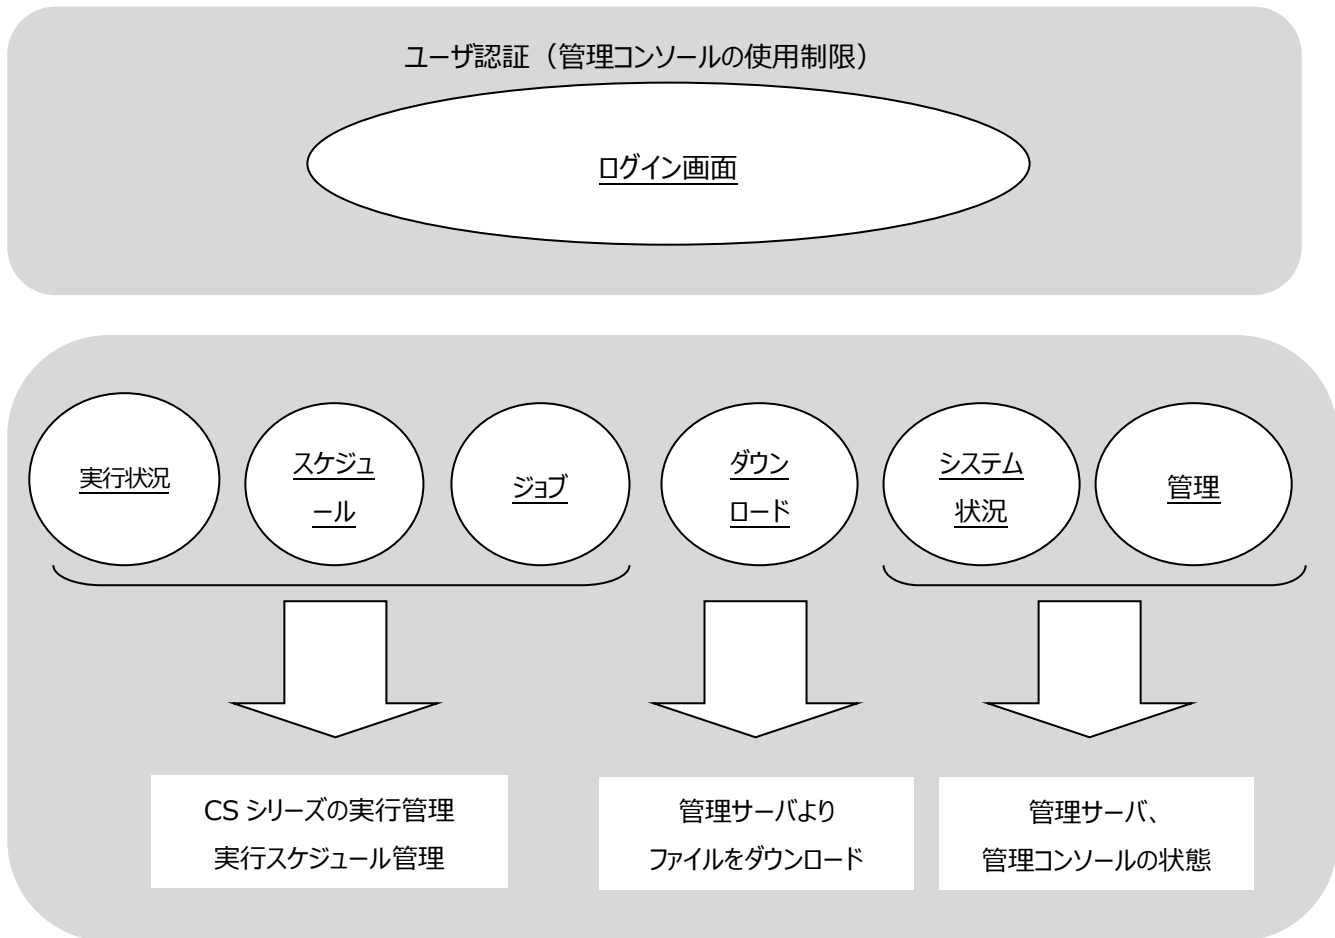 ユーザ認証（管理コンソールの使用制限）
ログイン画面
実行状況
スケジュ
ール
ジョブ
ダウン
ロード
システム
状況
管理
CS シリーズの実行管理
実行スケジュール管理
管理サーバより
ファイルをダウンロード
管理サーバ、
管理コンソールの状態